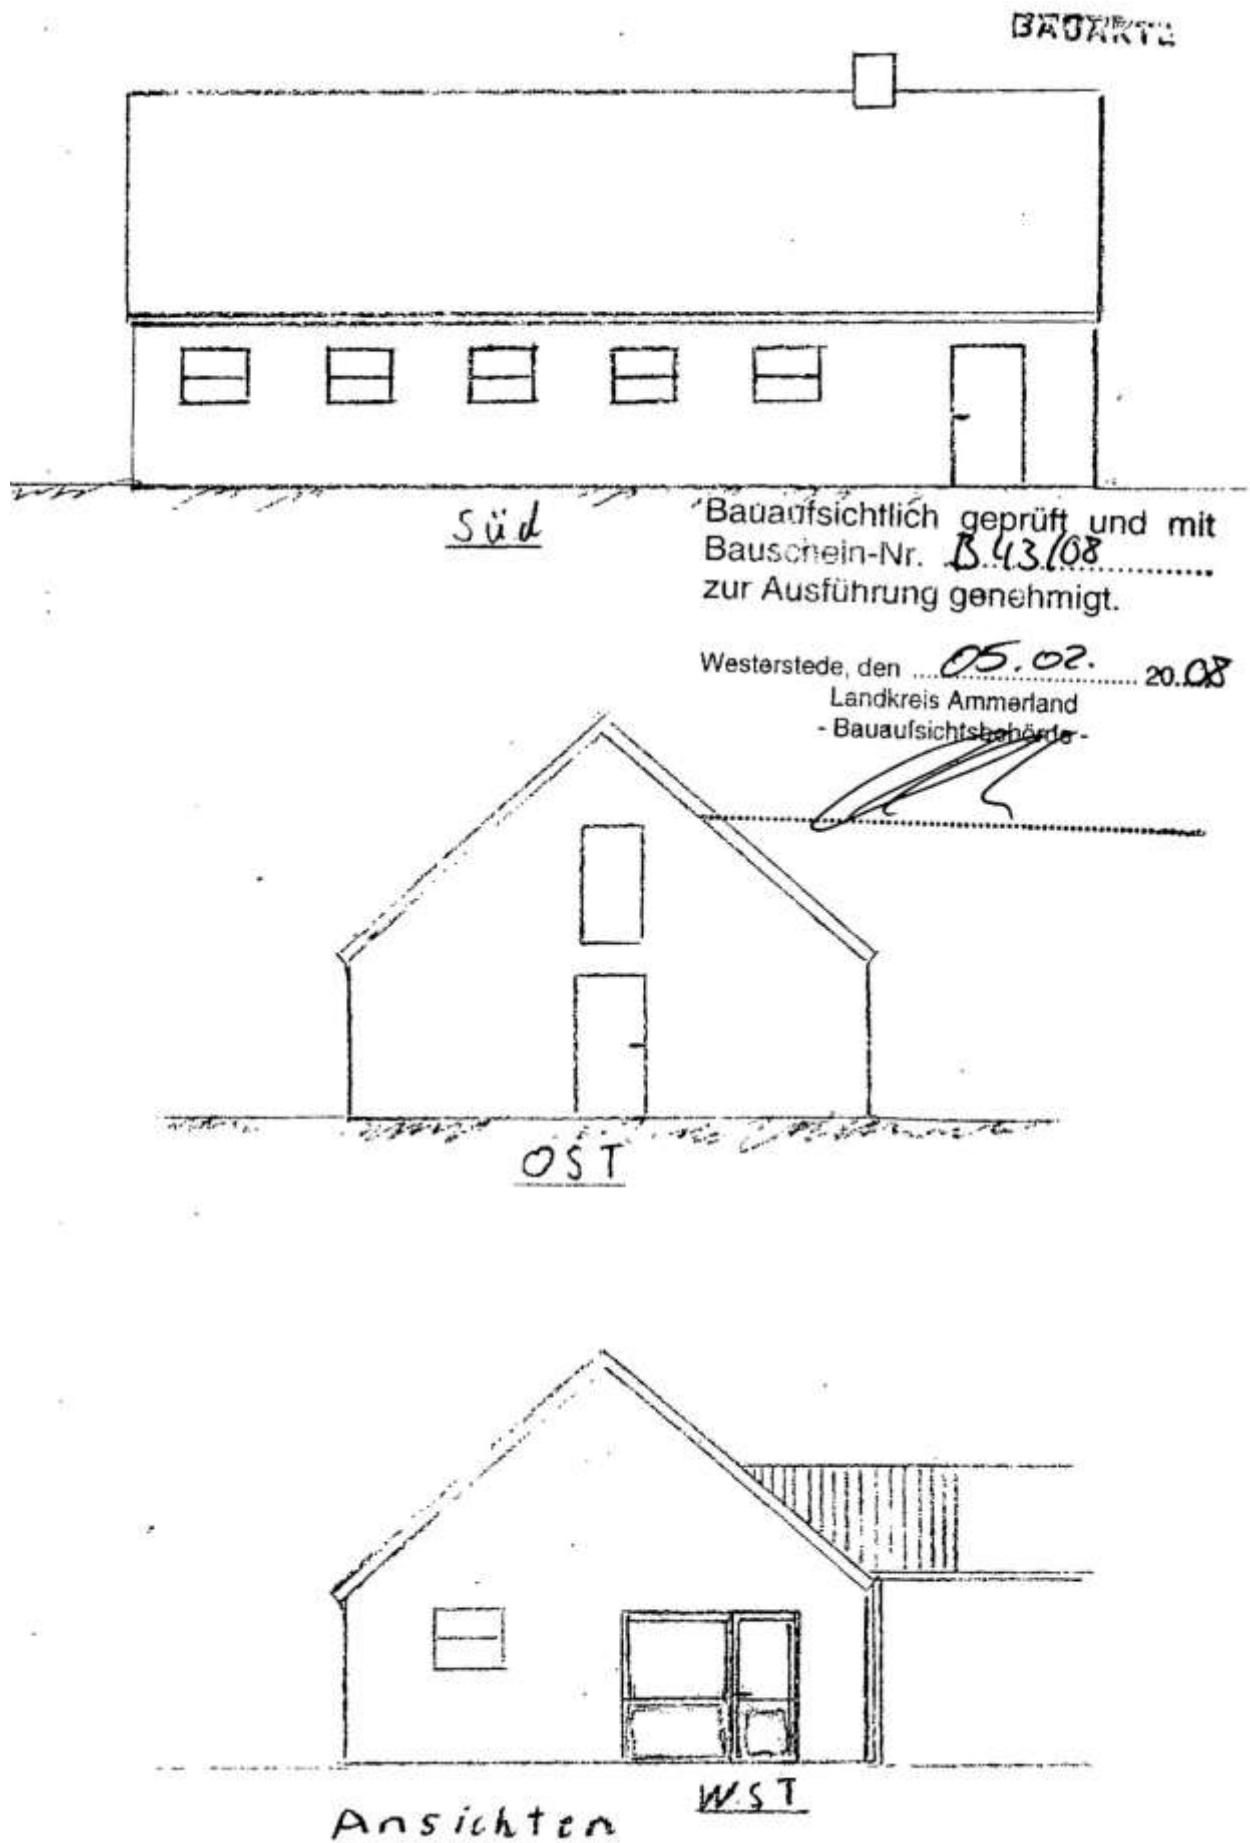 BAUAKTE
Süd
Bauaufsichtlich geprüft und mit
Bauschein-Nr. B 43/08
zur Ausführung genehmigt.
Westerstede, den 05.02. 20 08
Landkreis Ammerland
- Bauaufsichtsbehörde -
OST
WST
Ansichten